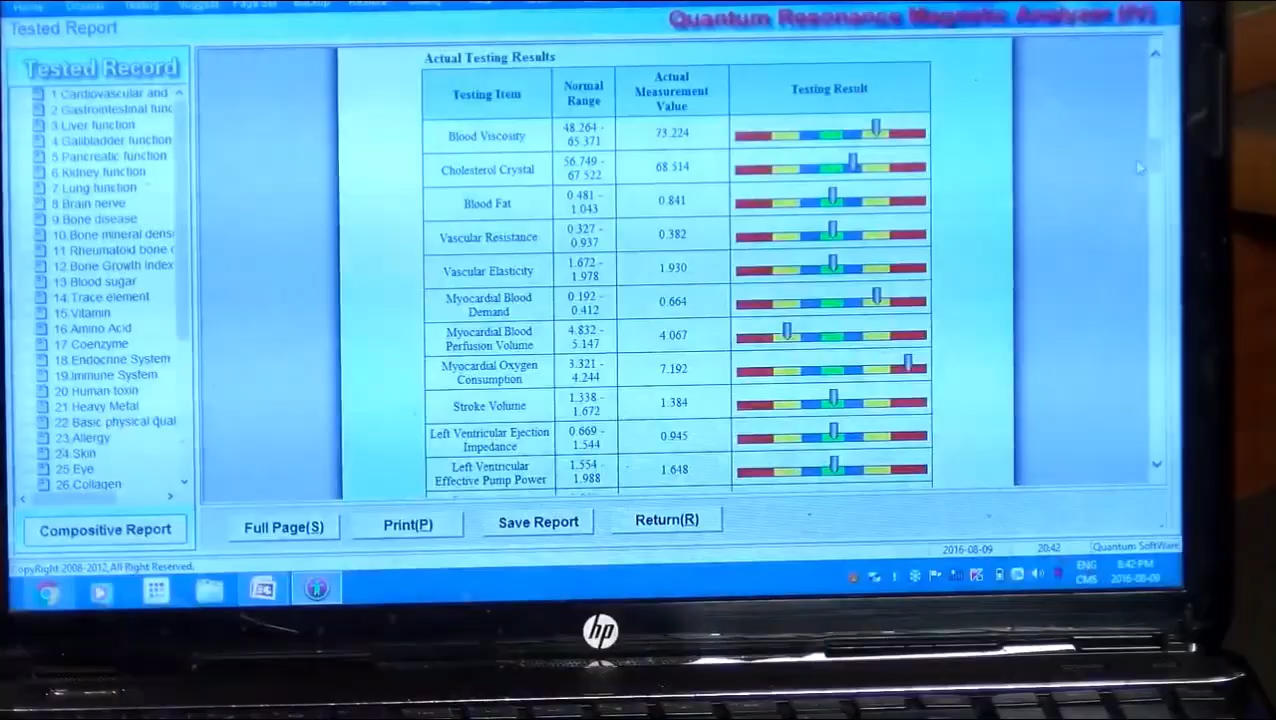 Quantum Resonance Magnetic Analyzer
Tested Report
Tested Record
1 Cardiovascular and
2 Gastrointestinal func
3 Liver function
4 Gallbladder function
5 Pancreatic function
6 Kidney function
7 Lung function
8 Brain nerve
9 Bone disease
10 Bone mineral dens
11 Rheumatoid bone
12 Bone Growth Index
13 Blood sugar
14 Trace element
15 Vitamin
16 Amino Acid
17 Coenzyme
18 Endocrine System
19 Immune System
20 Human toxin
21 Heavy Metal
22 Basic physical qual
23 Allergy
24 Skin
25 Eye
26 Collagen
Compositive Report
Actual Testing Results
Testing Item Normal Range Actual Measurement Value Testing Result
Blood Viscosity 48.264 - 65.371 73.224
Cholesterol Crystal 56.749 - 67.522 68.514
Blood Fat 0.481 - 1.043 0.841
Vascular Resistance 0.327 - 0.937 0.382
Vascular Elasticity 1.672 - 1.978 1.930
Myocardial Blood Demand 0.192 - 0.412 0.664
Myocardial Blood Perfusion Volume 4.832 - 5.147 4.067
Myocardial Oxygen Consumption 3.321 - 4.244 7.192
Stroke Volume 1.338 - 1.672 1.384
Left Ventricular Ejection Impedance 0.669 - 1.544 0.945
Left Ventricular Effective Pump Power 1.554 - 1.988 1.648
Full Page(S) Print(P) Save Report Return(R)
2016-08-09 20:42 Quantum SoftWare
opyRight 2008-2012,All Right Reserved.
ENG 8:42 PM
CMS 2016-08-09
hp